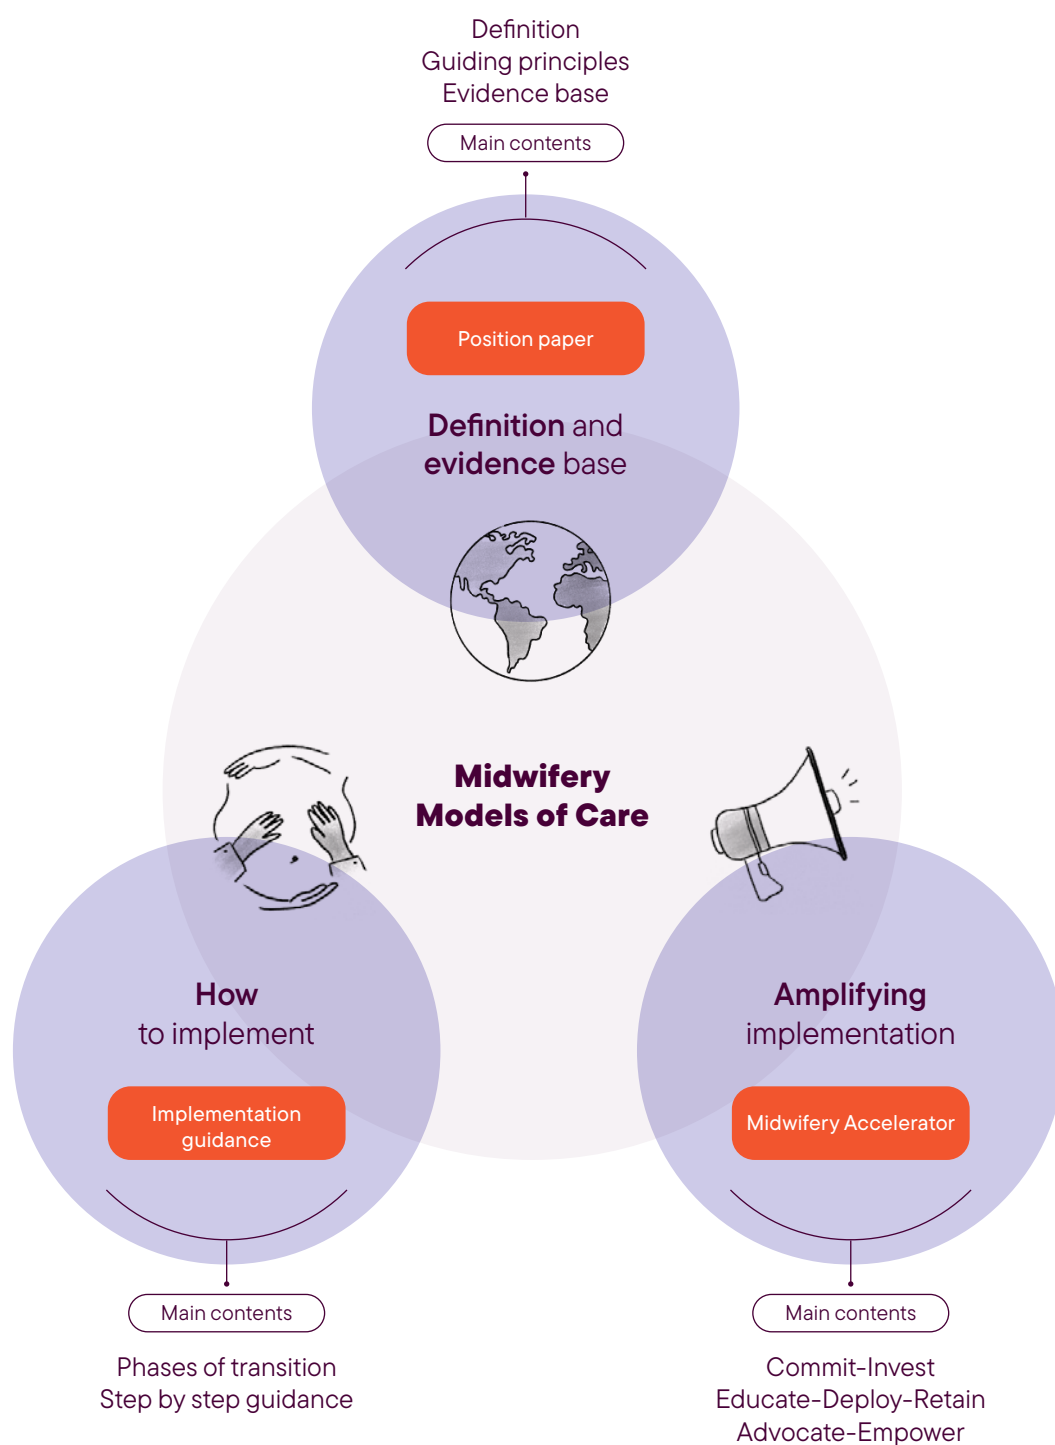 Definition
Guiding principles
Evidence base
Main contents
Position paper
Definition and
evidence base
Midwifery
Models of Care
How
to implement
Implementation
guidance
Main contents
Phases of transition
Step by step guidance
Amplifying
implementation
Midwifery Accelerator
Main contents
Commit-Invest
Educate-Deploy-Retain
Advocate-Empower